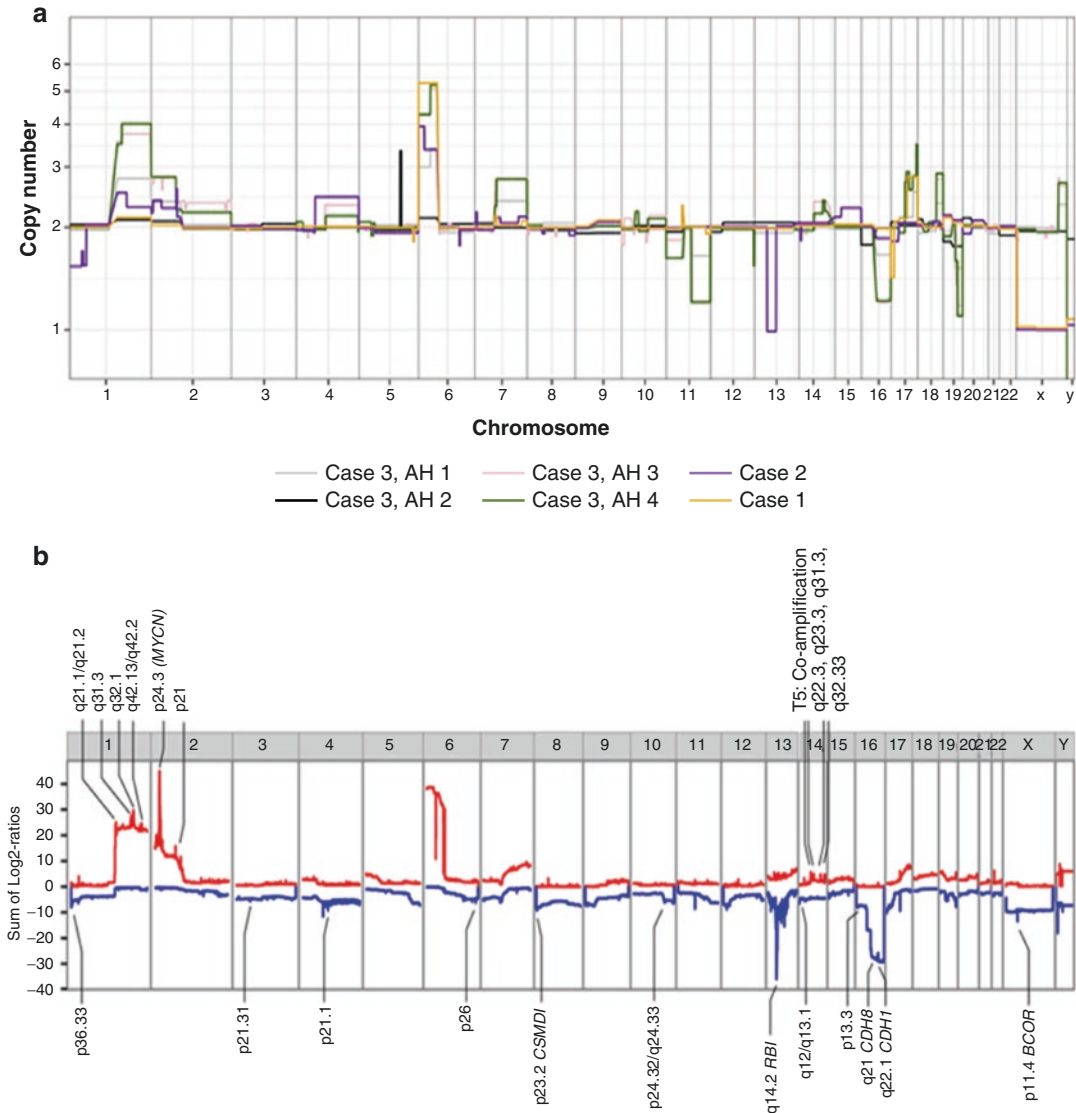 a
Copy number
6
5
4
3
2
1
1 2 3 4 5 6 7 8 9 10 11 12 13 14 15 16 17 18 19 20 21 22 x y
Chromosome
Case 3, AH 1 Case 3, AH 3 Case 2
Case 3, AH 2 Case 3, AH 4 Case 1
b
q21.1/q21.2
q31.3
q32.1
q42.13/q42.2
p24.3 (MYCN)
p21
T5: Co-amplification
q22.3, q23.3, q31.3,
q32.33
1 2 3 4 5 6 7 8 9 10 11 12 13 14 15 16 17 18 19 20 21 22 X Y
Sum of Log2-ratios
40
30
20
10
0
−10
−20
−30
−40
p36.33
p21.31
p21.1
p26
p23.2 CSMDI
p24.32/q24.33
q14.2 RBI
q12/q13.1
p13.3
q21 CDH8
q22.1 CDH1
p11.4 BCOR